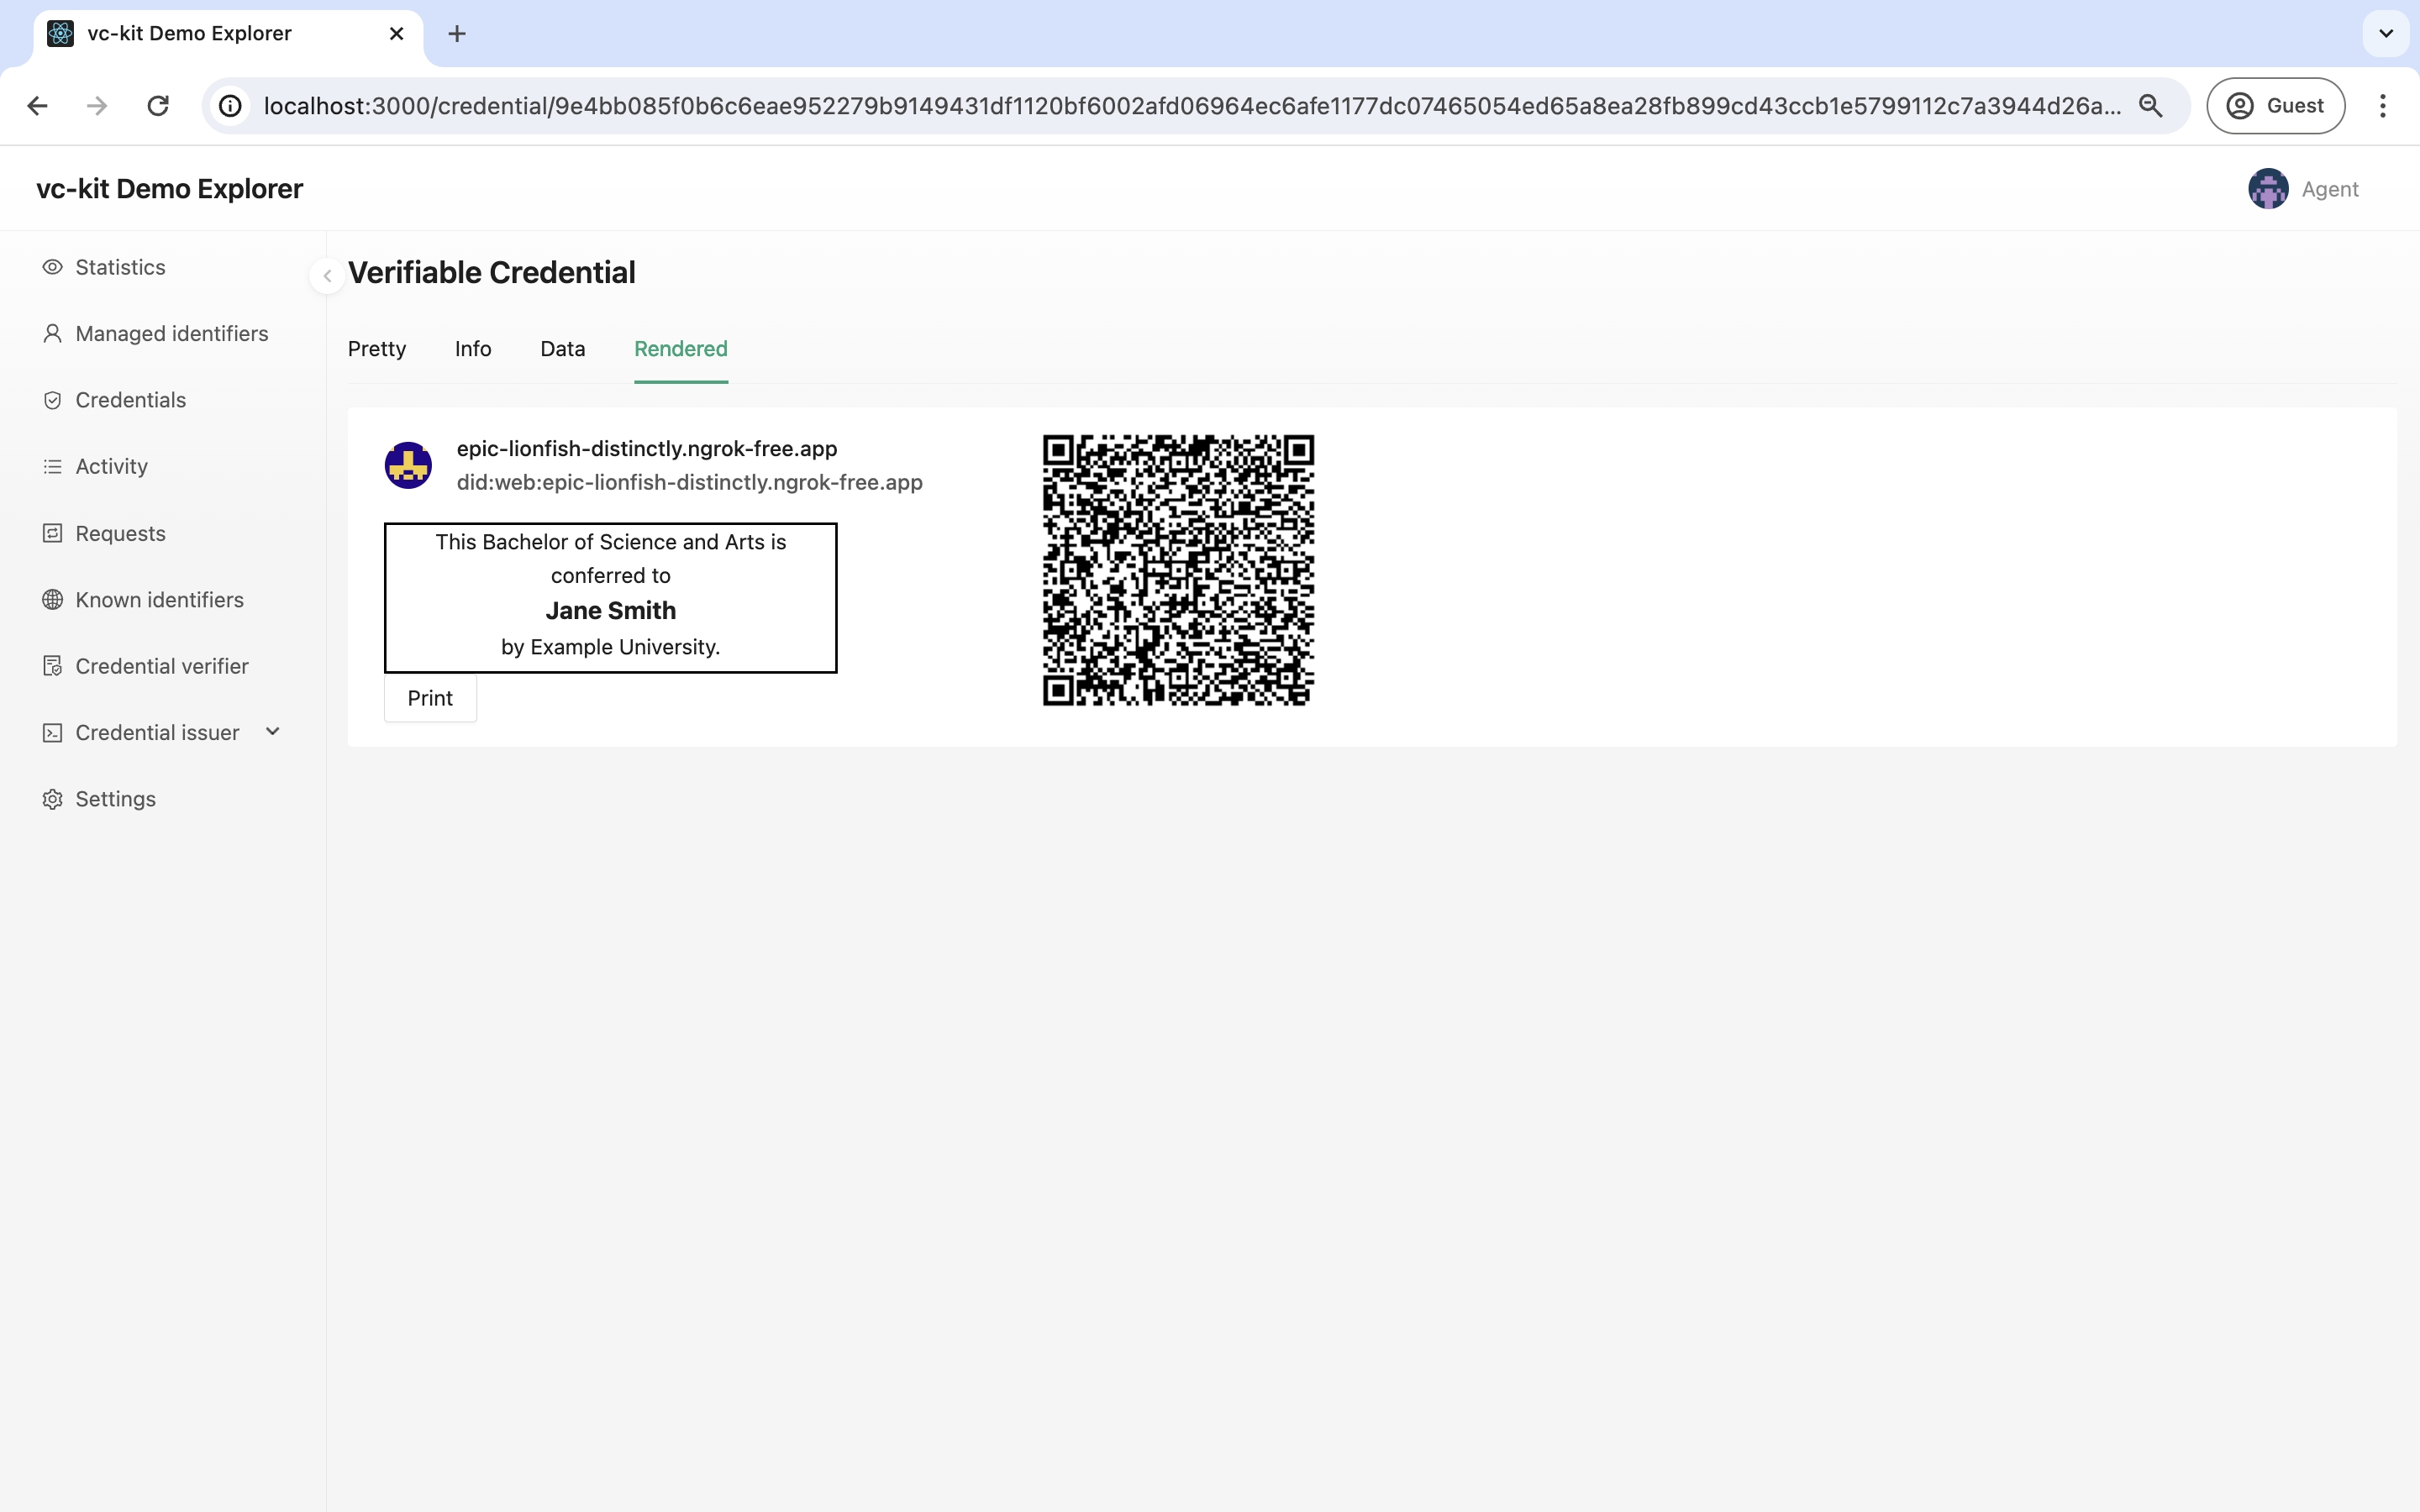 vc-kit Demo Explorer
localhost:3000/credential/9e4bb085f0b6c6eae952279b9149431df1120bf6002afd06964ec6afe1177dc07465054ed65a8ea28fb899cd43ccb1e5799112c7a3944d26a...
Guest
vc-kit Demo Explorer
Agent
Statistics
Managed identifiers
Credentials
Activity
Requests
Known identifiers
Credential verifier
Credential issuer
Settings
Verifiable Credential
Pretty Info Data Rendered
epic-lionfish-distinctly.ngrok-free.app
did:web:epic-lionfish-distinctly.ngrok-free.app
This Bachelor of Science and Arts is
conferred to
Jane Smith
by Example University.
Print